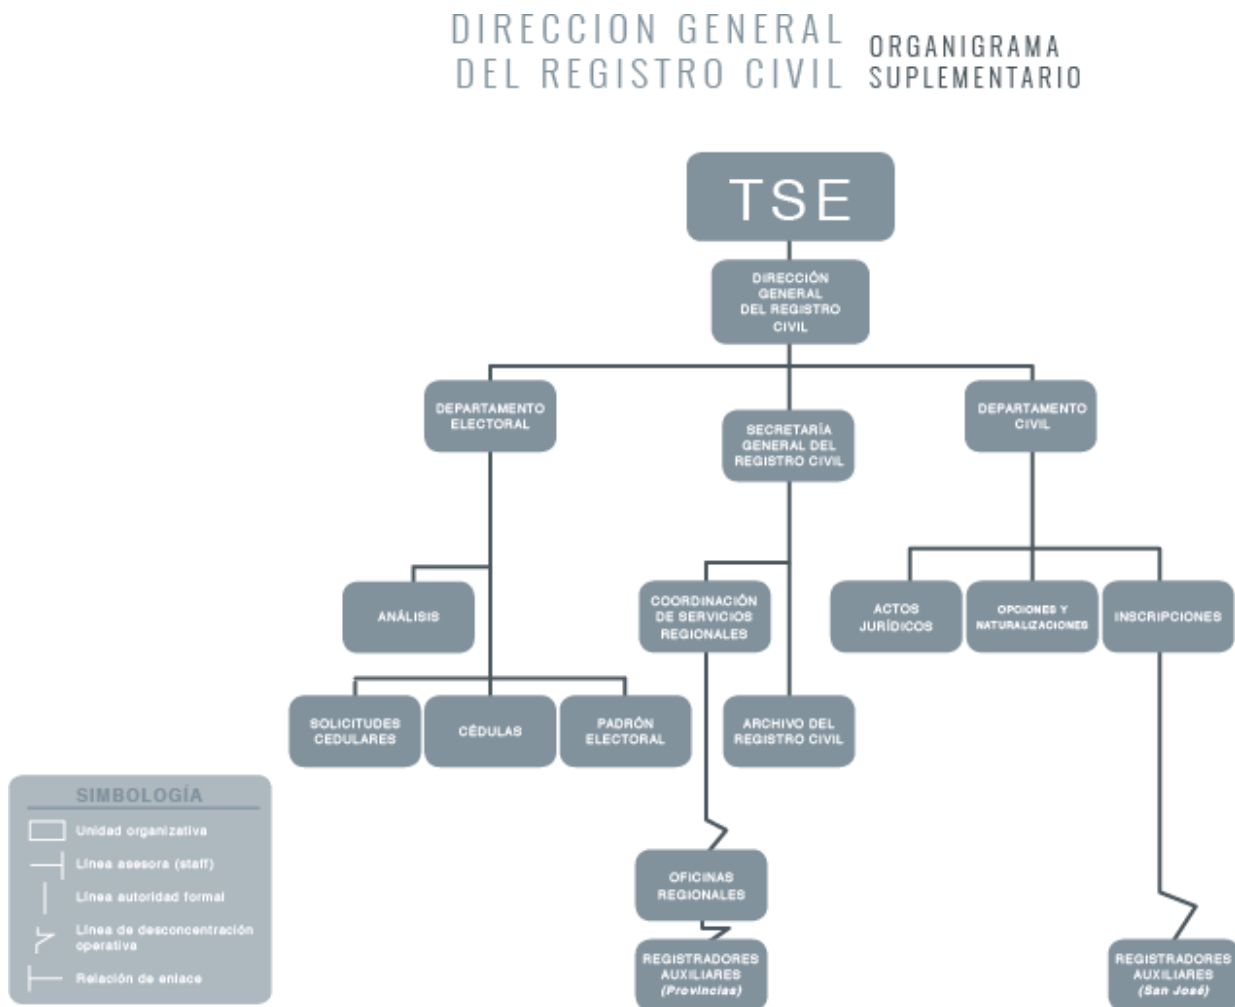 DIRECCION GENERAL
DEL REGISTRO CIVIL
ORGANIGRAMA
SUPLEMENTARIO
TSE
DIRECCIÓN
GENERAL
DEL REGISTRO
CIVIL
DEPARTAMENTO
ELECTORAL
SECRETARÍA
GENERAL DEL
REGISTRO CIVIL
DEPARTAMENTO
CIVIL
ANÁLISIS
COORDINACIÓN
DE SERVICIOS
REGIONALES
ACTOS
JURÍDICOS
OPCIONES Y
NATURALIZACIONES
INSCRIPCIONES
SOLICITUDES
CEDULARES
CÉDULAS
PADRÓN
ELECTORAL
ARCHIVO DEL
REGISTRO CIVIL
OFICINAS
REGIONALES
REGISTRADORES
AUXILIARES
(Provincias)
REGISTRADORES
AUXILIARES
(San José)
SIMBOLOGÍA
Unidad organizativa
Línea asesora (staff)
Línea autoridad formal
Línea de desconcentración
operativa
Relación de enlace